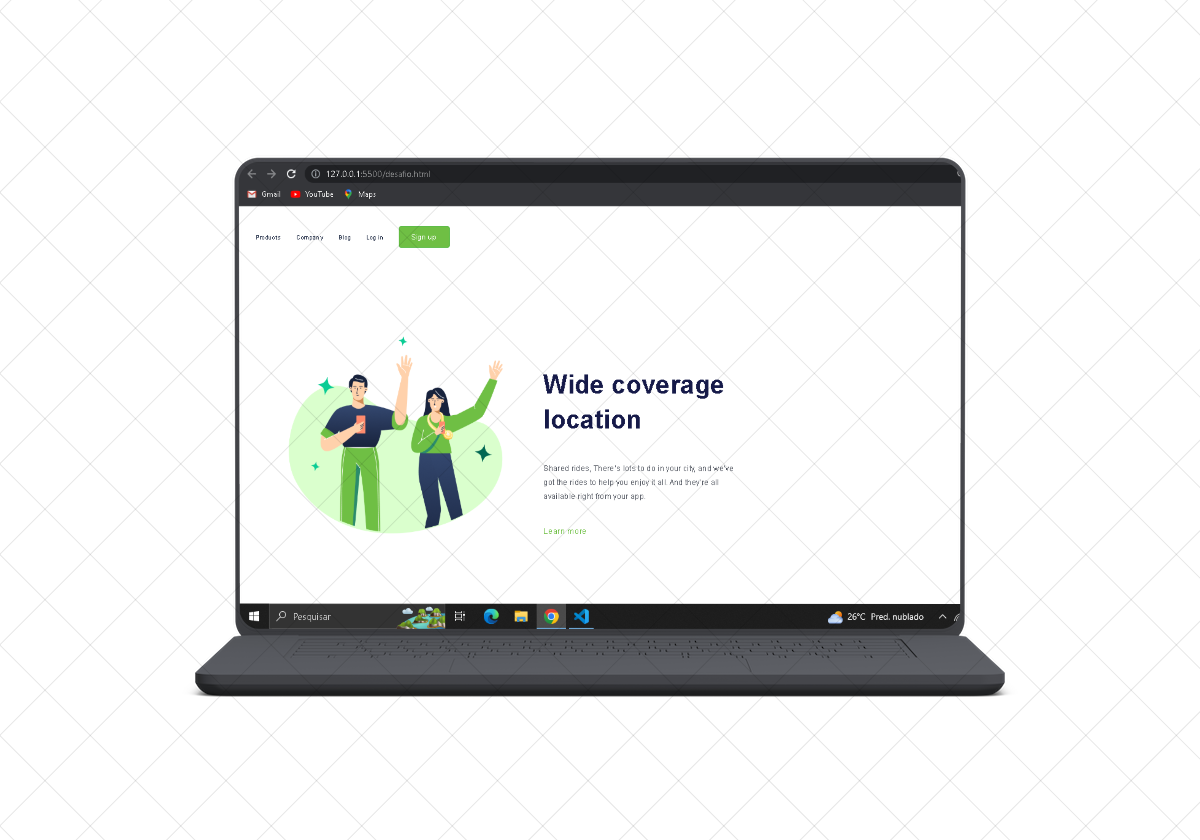 127.0.0.1:5500/desafio.html
Gmail YouTube Maps
Products Company Blog Log in Sign up
Wide coverage
location
Shared rides, There's lots to do in your city, and we've
got the rides to help you enjoy it all. And they're all
available right from your app.
Learn more
Pesquisar 26°C Pred. nublado